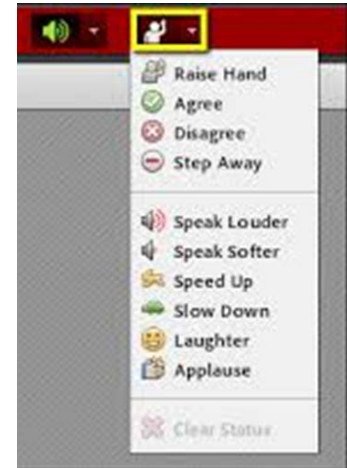 Raise Hand
Agree
Disagree
Step Away
Speak Louder
Speak Softer
Speed Up
Slow Down
Laughter
Applause
Clear Status